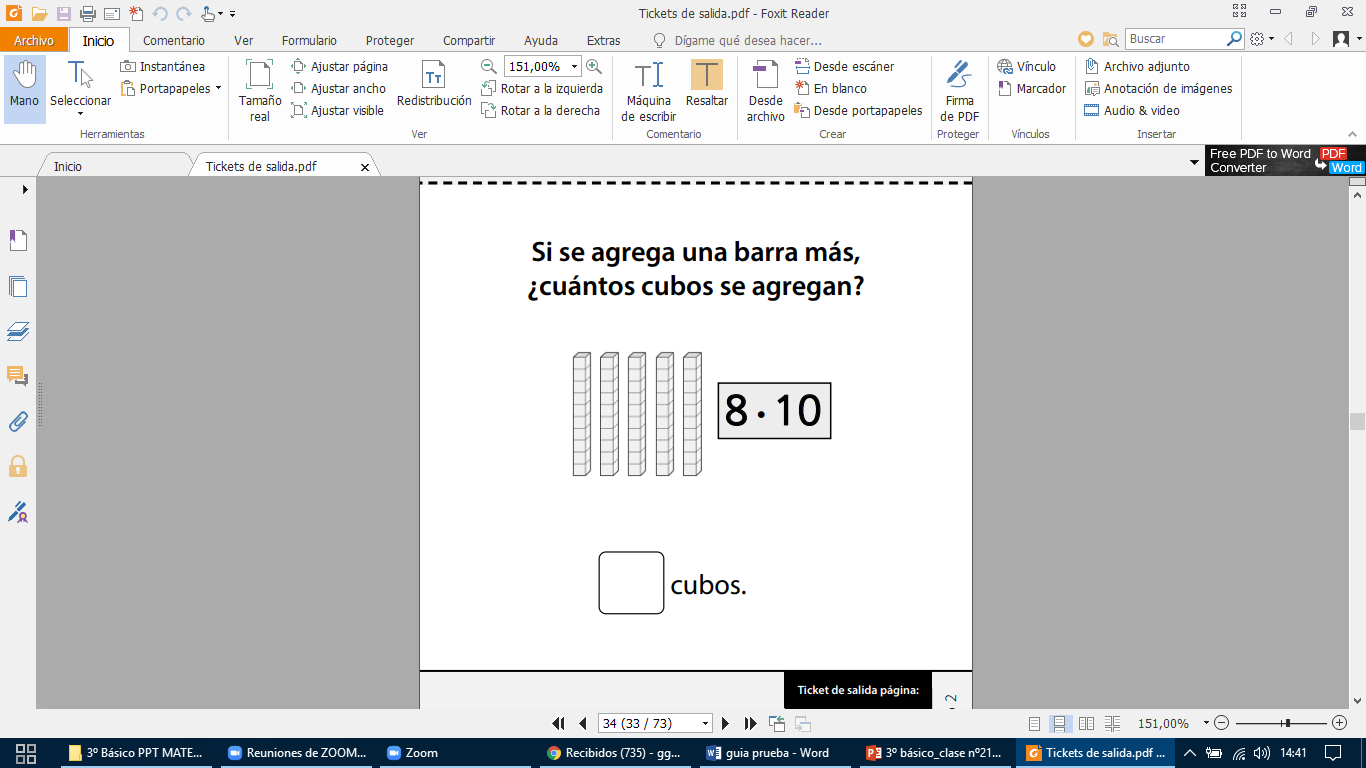 Tickets de salida.pdf - Foxit Reader
Archivo Inicio Comentario Ver Formulario Proteger Compartir Ayuda Extras Dígame qué desea hacer... Buscar
Mano
Seleccionar
Instantánea
Portapapeles
Herramientas
Tamaño real
Ajustar página
Ajustar ancho
Ajustar visible
Redistribución
151,00%
Rotar a la izquierda
Rotar a la derecha
Ver
Máquina de escribir
Resaltar
Comentario
Desde archivo
Desde escáner
En blanco
Desde portapapeles
Crear
Firma de PDF
Proteger
Vínculo
Marcador
Vínculos
Archivo adjunto
Anotación de imágenes
Audio & video
Insertar
Inicio Tickets de salida.pdf
Free PDF to Word PDF
Converter Word
Si se agrega una barra más,
¿cuántos cubos se agregan?
8 · 10
cubos.
Ticket de salida página:
2
34 (33 / 73) 151,00%
3º Básico PPT MATE... Reuniones de ZOOM... Zoom Recibidos (735) - gg... guia prueba - Word 3º básico_clase nº21... Tickets de salida.pdf ... 14:41